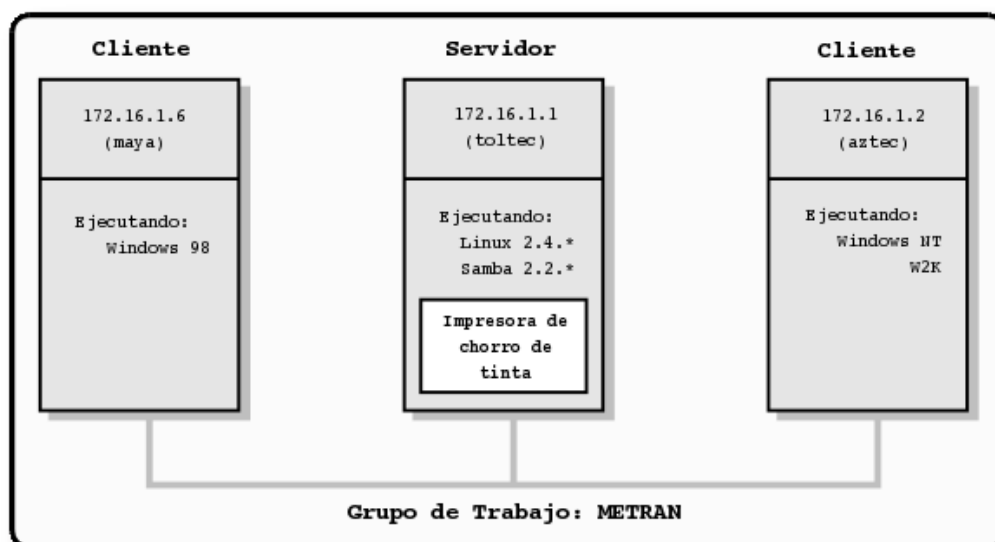 Cliente
172.16.1.6
(maya)
Ejecutando:
Windows 98
Servidor
172.16.1.1
(toltec)
Ejecutando:
Linux 2.4.*
Samba 2.2.*
Impresora de
chorro de
tinta
Cliente
172.16.1.2
(aztec)
Ejecutando:
Windows NT
W2K
Grupo de Trabajo: METRAN